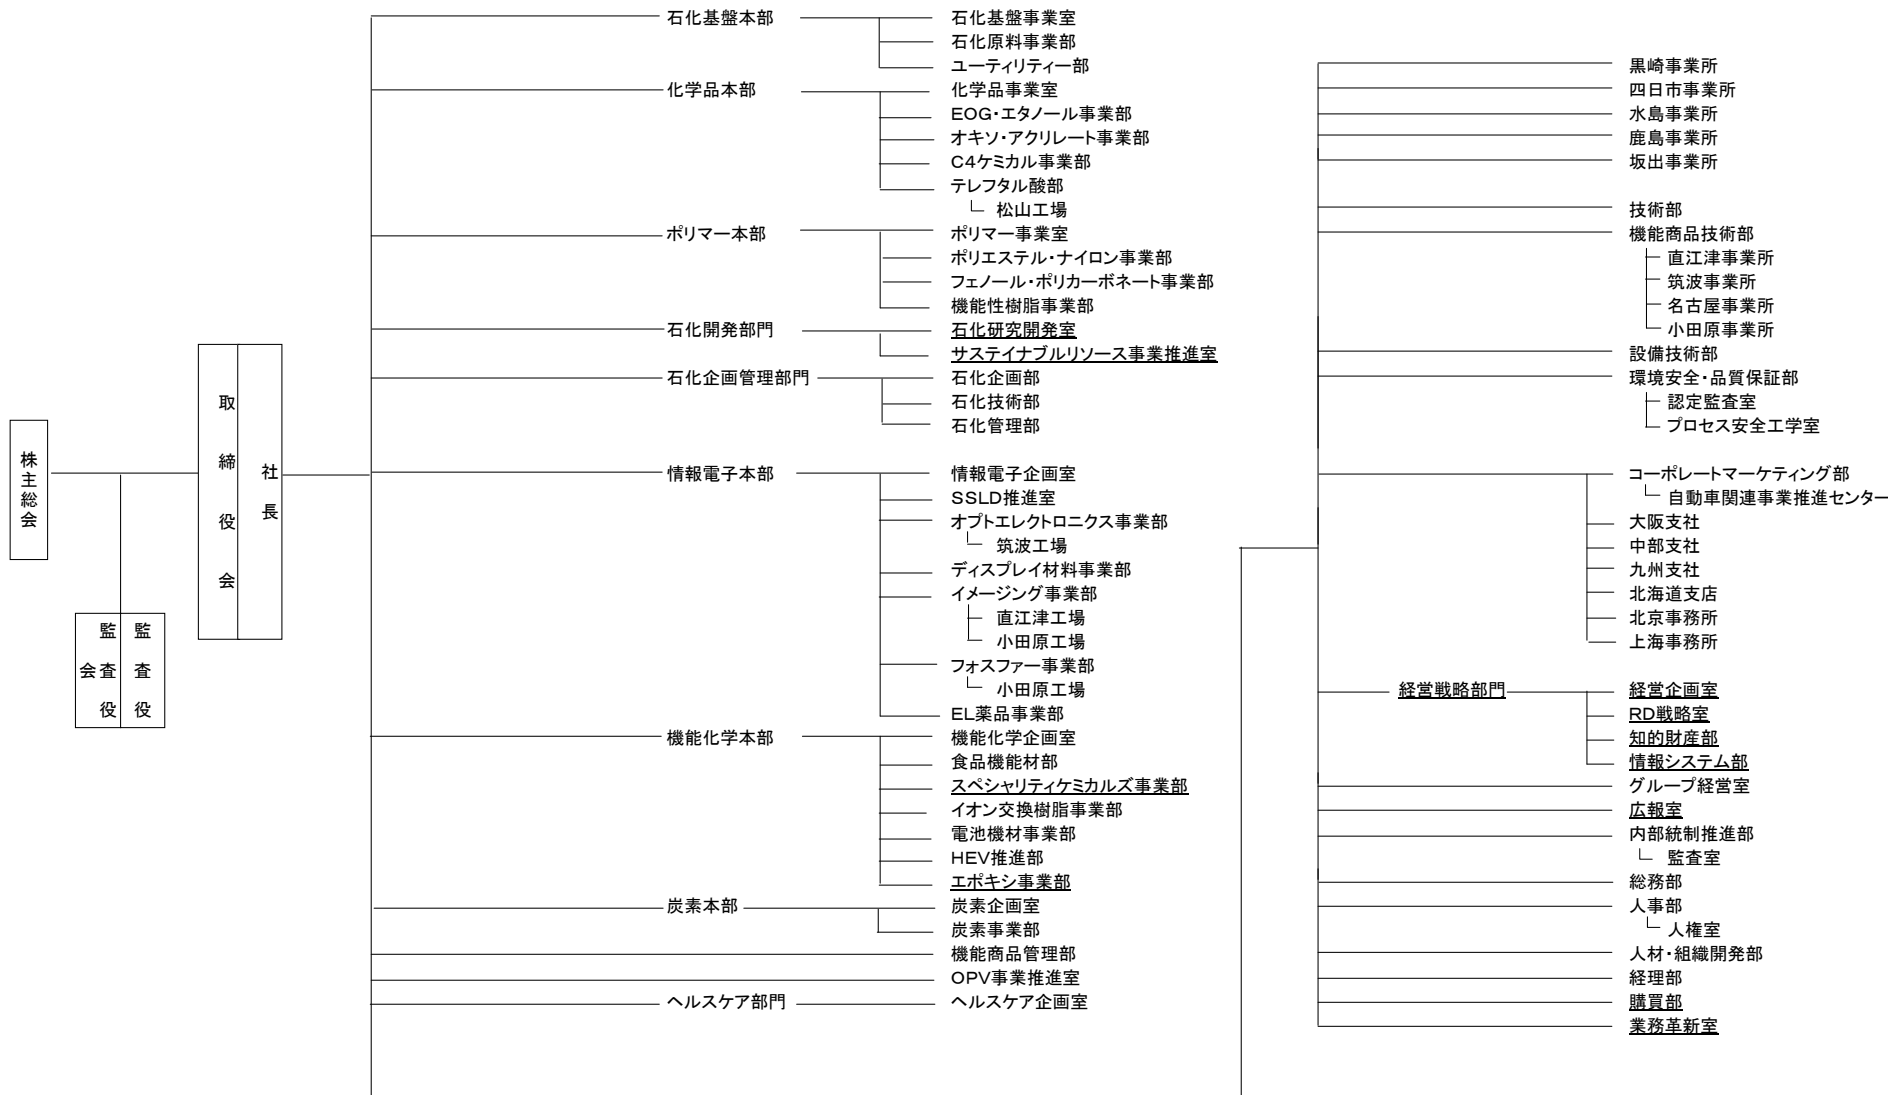 株主総会
監査役会
監査役
取締役会
社長
石化基盤本部
石化基盤事業室
石化原料事業部
ユーティリティー部
化学品本部
化学品事業室
EOG・エタノール事業部
オキソ・アクリレート事業部
C4ケミカル事業部
テレフタル酸部
松山工場
ポリマー本部
ポリマー事業室
ポリエステル・ナイロン事業部
フェノール・ポリカーボネート事業部
機能性樹脂事業部
石化開発部門
石化研究開発室
サステイナブルリソース事業推進室
石化企画管理部門
石化企画部
石化技術部
石化管理部
情報電子本部
情報電子企画室
SSLD推進室
オプトエレクトロニクス事業部
筑波工場
ディスプレイ材料事業部
イメージング事業部
直江津工場
小田原工場
フォスファー事業部
小田原工場
EL薬品事業部
機能化学本部
機能化学企画室
食品機能材部
スペシャリティケミカルズ事業部
イオン交換樹脂事業部
電池機材事業部
HEV推進部
エポキシ事業部
炭素本部
炭素企画室
炭素事業部
機能商品管理部
OPV事業推進室
ヘルスケア部門
ヘルスケア企画室
黒崎事業所
四日市事業所
水島事業所
鹿島事業所
坂出事業所
技術部
機能商品技術部
直江津事業所
筑波事業所
名古屋事業所
小田原事業所
設備技術部
環境安全・品質保証部
認定監査室
プロセス安全工学室
コーポレートマーケティング部
自動車関連事業推進センター
大阪支社
中部支社
九州支社
北海道支店
北京事務所
上海事務所
経営戦略部門
経営企画室
RD戦略室
知的財産部
情報システム部
グループ経営室
広報室
内部統制推進部
監査室
総務部
人事部
人権室
人材・組織開発部
経理部
購買部
業務革新室